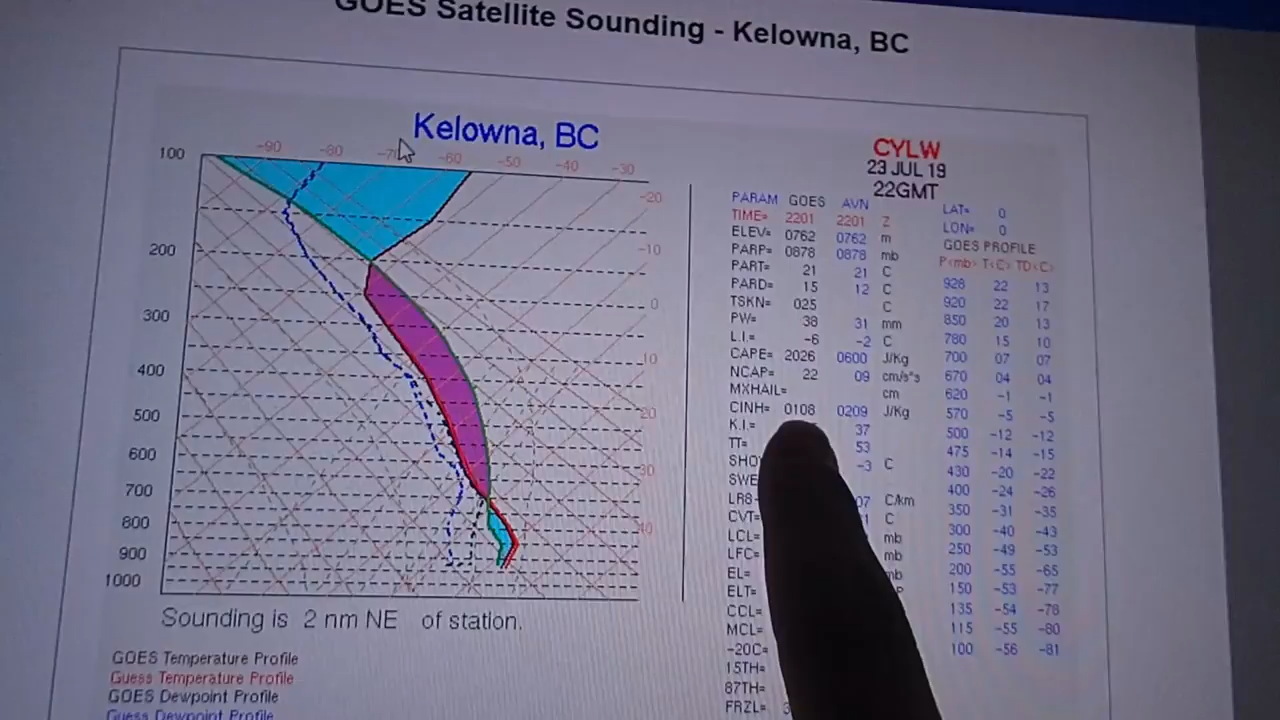 GOES Satellite Sounding - Kelowna, BC
Kelowna, BC
CYLW
23 JUL 19
22GMT
-90 -80 -70 -60 -50 -40 -30
-20
-10
0
10
20
30
40
100
200
300
400
500
600
700
800
900
1000
PARAM GOES AVN
TIME= 2201 2201 Z
ELEV= 0762 0762 m
PARP= 0878 0878 mb
PART= 21 21 C
PARD= 15 12 C
TSKN= 025 C
PW= 38 31 mm
L.I.= -6 -2 C
CAPE= 2026 0600 J/Kg
NCAP= 22 09 cm/s*s
MXHAIL= cm
CINH= 0108 0209 J/Kg
K.I.= 37
TT= 53
-3 C
C/km
CVT= C
LCL= mb
LFC= mb
EL=
ELT=
CCL=
MCL=
-20C=
15TH=
87TH=
FRZL=
LAT= 0
LON= 0
GOES PROFILE
P<mb> T<C> TD<C>
928 22 13
920 22 17
850 20 13
780 15 10
700 07 07
670 04 04
620 -1 -1
570 -5 -5
500 -12 -12
475 -14 -15
430 -20 -22
400 -24 -26
350 -31 -35
300 -40 -43
250 -49 -53
200 -55 -65
150 -53 -77
135 -54 -78
115 -55 -80
100 -56 -81
Sounding is 2 nm NE of station.
GOES Temperature Profile
Guess Temperature Profile
GOES Dewpoint Profile
Guess Dewpoint Profile